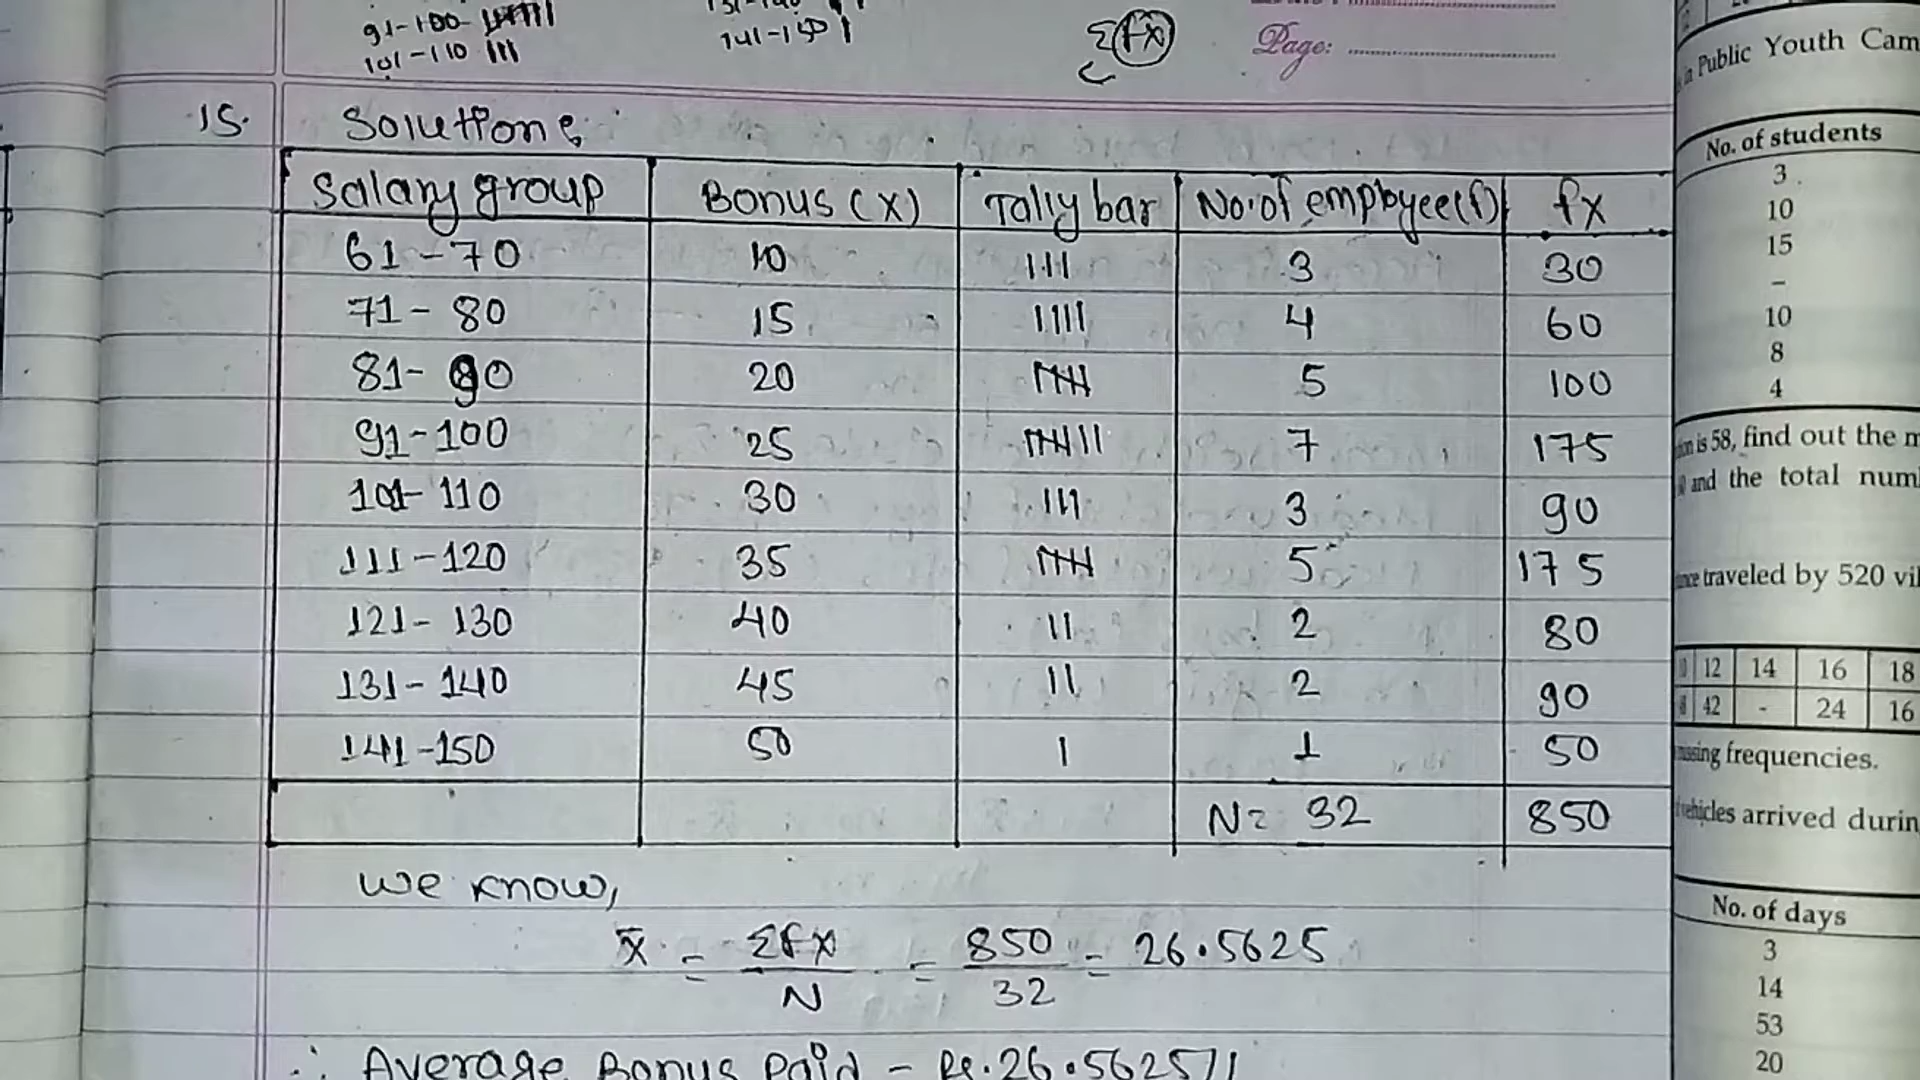 91-100- 卌||
101-110 |||
141-150 |
Σ(fx)
Page:
15. Solution:
Salary group | Bonus (x) | Tally bar | No. of employee(f) | fx
61-70 | 10 | ||| | 3 | 30
71-80 | 15 | |||| | 4 | 60
81-90 | 20 | 卌 | 5 | 100
91-100 | 25 | 卌|| | 7 | 175
101-110 | 30 | ||| | 3 | 90
111-120 | 35 | 卌 | 5 | 175
121-130 | 40 | || | 2 | 80
131-140 | 45 | || | 2 | 90
141-150 | 50 | | | 1 | 50
N= 32 | 850
we know,
x̄ = Σfx/N = 850/32 = 26.5625
∴ Average Bonus paid - Rs.26.5625//
Public Youth Cam
No. of students
3
10
15
-
10
8
4
is 58, find out the m
and the total num
traveled by 520 vil
12 14 16 18
42 - 24 16
frequencies.
vehicles arrived durin
No. of days
3
14
53
20